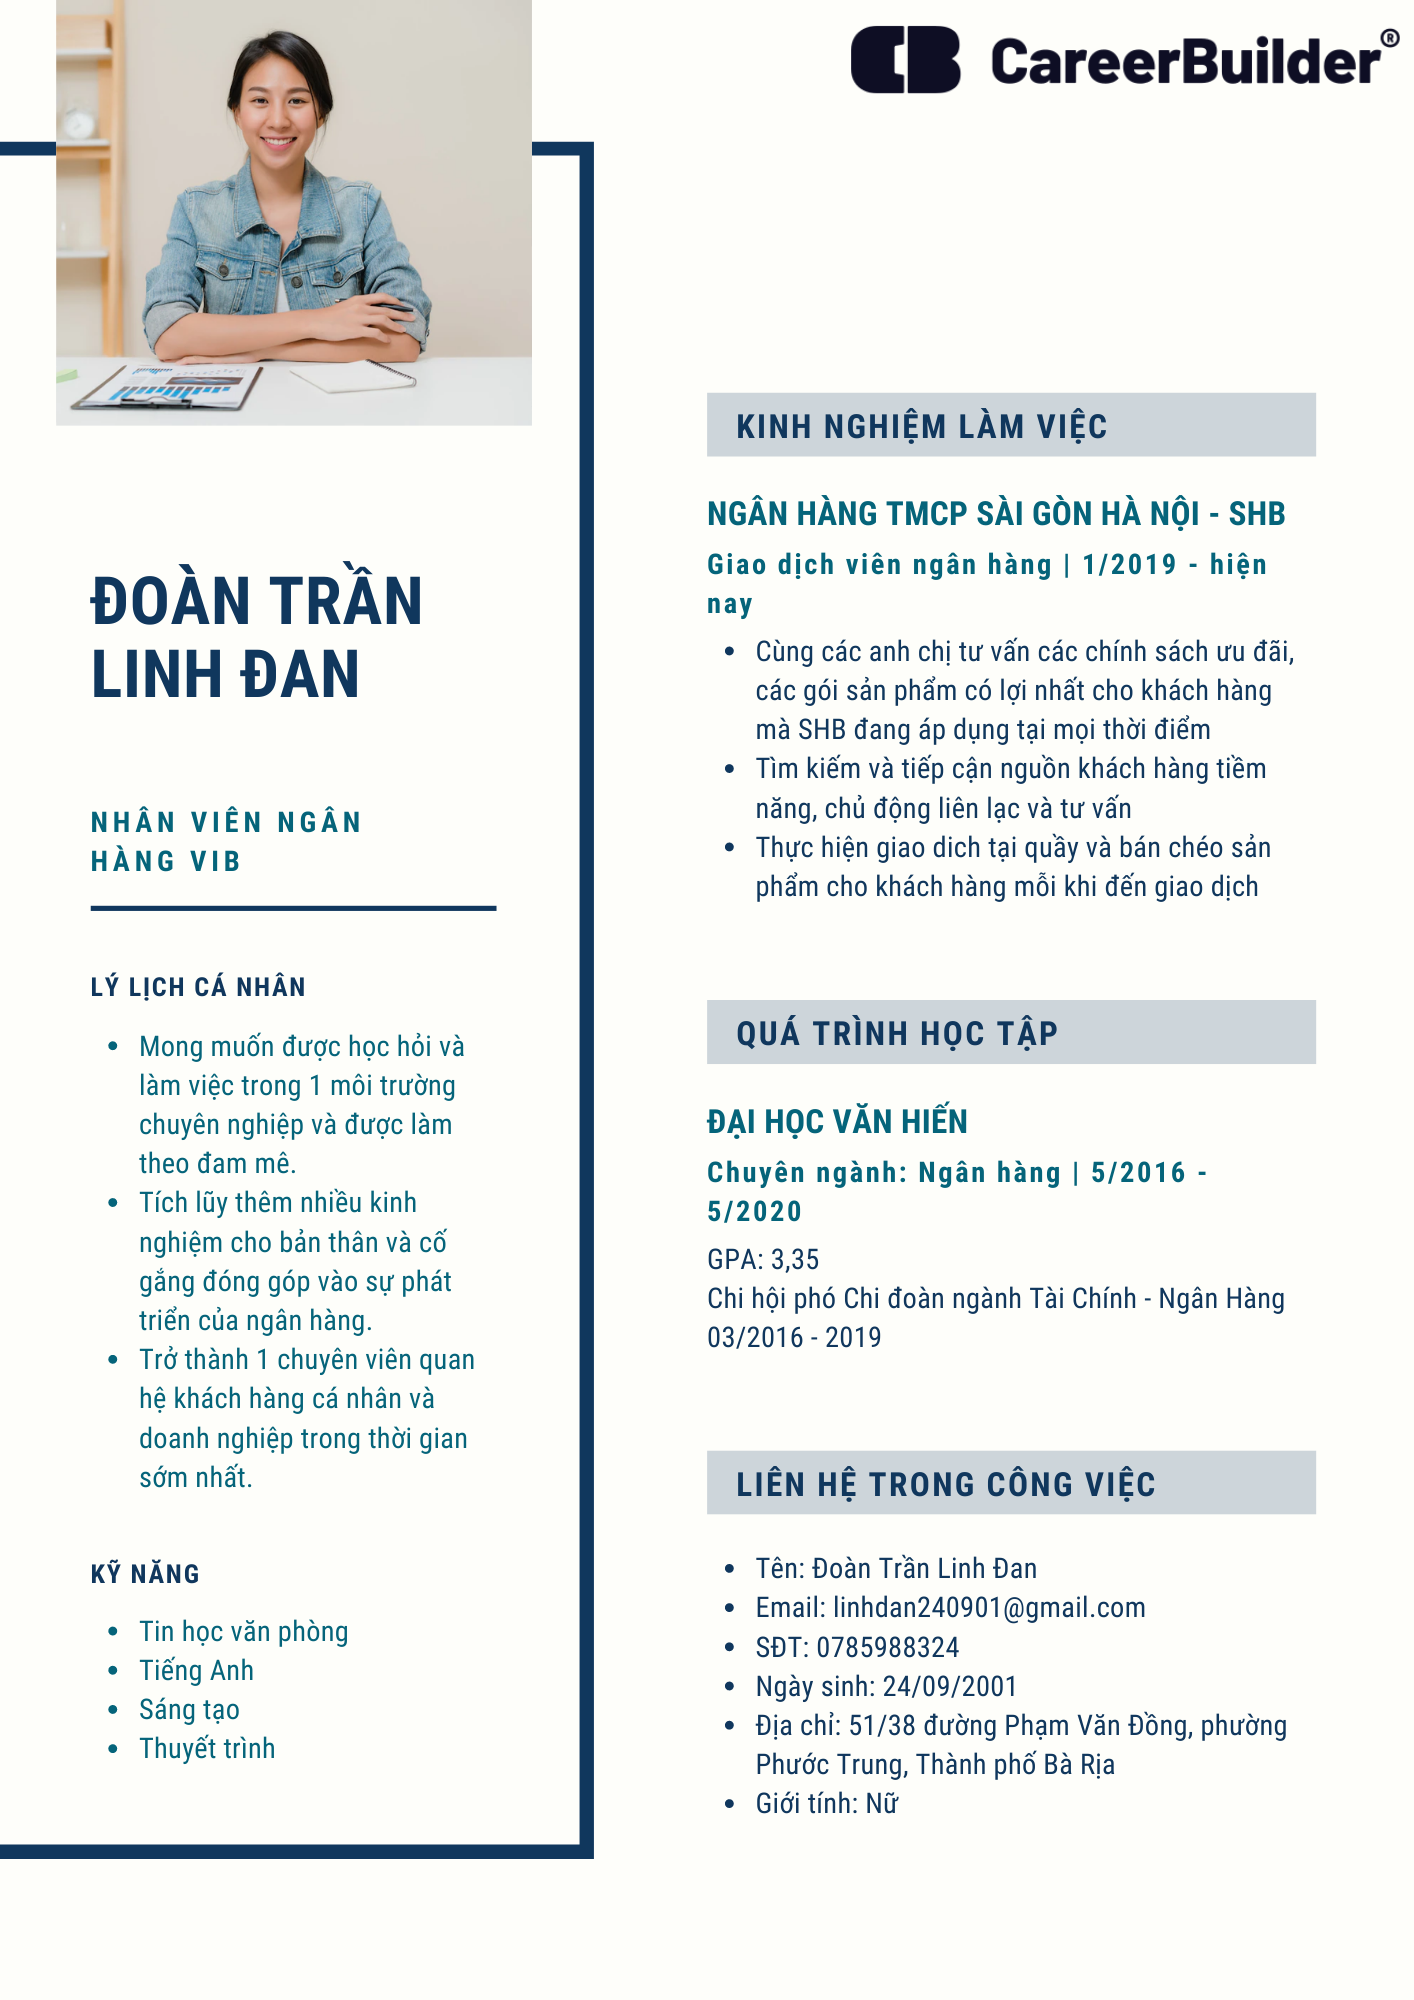 CB CareerBuilder®
ĐOÀN TRẦN
LINH ĐAN
NHÂN VIÊN NGÂN
HÀNG VIB
LÝ LỊCH CÁ NHÂN
• Mong muốn được học hỏi và
làm việc trong 1 môi trường
chuyên nghiệp và được làm
theo đam mê.
• Tích lũy thêm nhiều kinh
nghiệm cho bản thân và cố
gắng đóng góp vào sự phát
triển của ngân hàng.
• Trở thành 1 chuyên viên quan
hệ khách hàng cá nhân và
doanh nghiệp trong thời gian
sớm nhất.
KỸ NĂNG
• Tin học văn phòng
• Tiếng Anh
• Sáng tạo
• Thuyết trình
KINH NGHIỆM LÀM VIỆC
NGÂN HÀNG TMCP SÀI GÒN HÀ NỘI - SHB
Giao dịch viên ngân hàng | 1/2019 - hiện
nay
• Cùng các anh chị tư vấn các chính sách ưu đãi,
các gói sản phẩm có lợi nhất cho khách hàng
mà SHB đang áp dụng tại mọi thời điểm
• Tìm kiếm và tiếp cận nguồn khách hàng tiềm
năng, chủ động liên lạc và tư vấn
• Thực hiện giao dich tại quầy và bán chéo sản
phẩm cho khách hàng mỗi khi đến giao dịch
QUÁ TRÌNH HỌC TẬP
ĐẠI HỌC VĂN HIẾN
Chuyên ngành: Ngân hàng | 5/2016 -
5/2020
GPA: 3,35
Chi hội phó Chi đoàn ngành Tài Chính - Ngân Hàng
03/2016 - 2019
LIÊN HỆ TRONG CÔNG VIỆC
• Tên: Đoàn Trần Linh Đan
• Email: linhdan240901@gmail.com
• SĐT: 0785988324
• Ngày sinh: 24/09/2001
• Địa chỉ: 51/38 đường Phạm Văn Đồng, phường
Phước Trung, Thành phố Bà Rịa
• Giới tính: Nữ